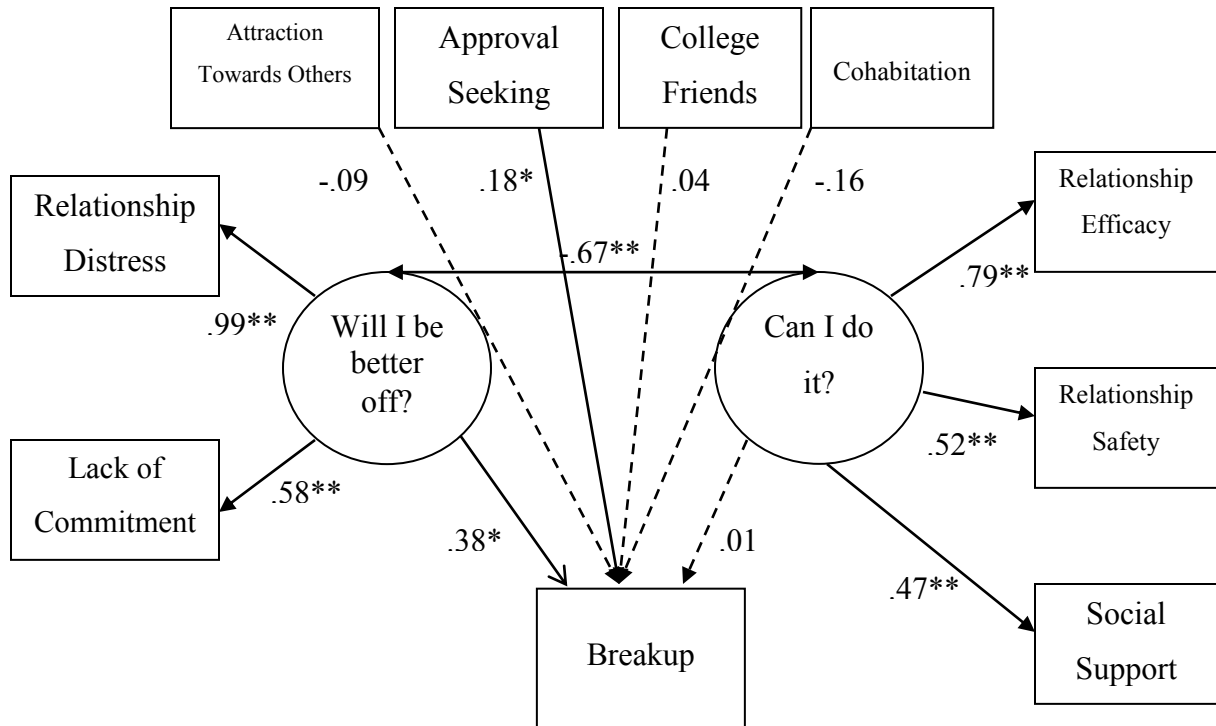 Attraction
Towards Others
Approval
Seeking
College
Friends
Cohabitation
-.09
.18*
.04
-.16
Relationship
Distress
Relationship
Efficacy
-.67**
.79**
.99**
Will I be
better
off?
Can I do
it?
Relationship
Safety
.52**
Lack of
Commitment
.58**
.38*
.01
.47**
Breakup
Social
Support